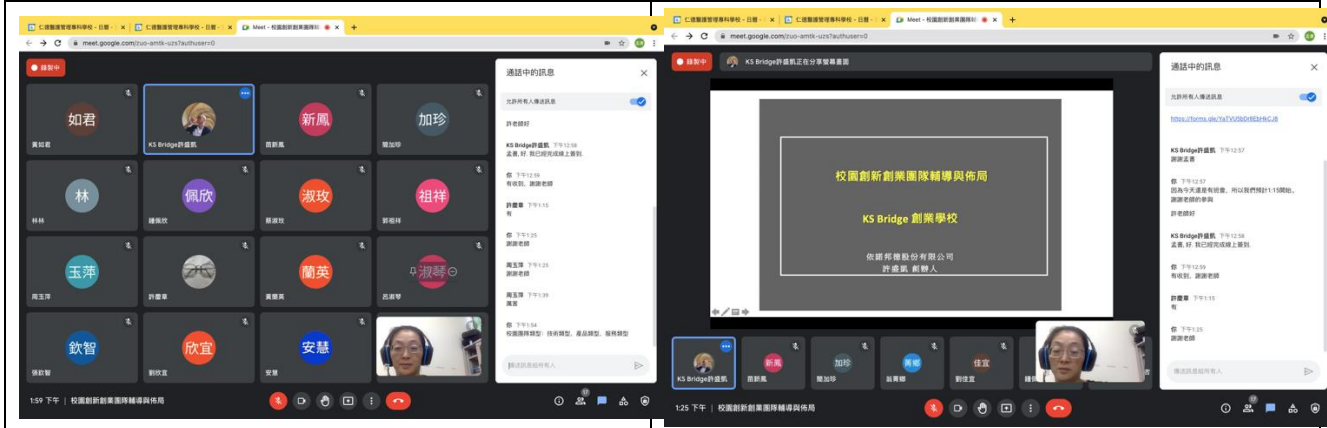 仁德醫護管理專科學校 - 日曆 -
仁德醫護管理專科學校 - 日曆 -
Meet - 校園創新創業團隊輔
meet.google.com/zuo-amtk-uzs?authuser=0
錄製中
如君
黃如君
KS Bridge許盛凱
新鳳
苗新鳳
加珍
簡加珍
林
林林
佩欣
鍾佩欣
淑玫
蔡淑玫
祖祥
郭祖祥
玉萍
周玉萍
許慶章
蘭英
黃蘭英
淑琴
呂淑琴
欽智
張欽智
欣宜
劉欣宜
安慧
安慧
通話中的訊息
允許所有人傳送訊息
許老師好
KS Bridge許盛凱 下午12:58
孟書, 好. 我已經完成線上簽到.
你 下午12:59
有收到，謝謝老師
許慶章 下午1:15
有
你 下午1:25
謝謝老師
周玉萍 下午1:25
謝謝老師
周玉萍 下午1:39
厲害
你 下午1:54
校園團隊類型：技術類型、產品類型、服務類型
傳送訊息給所有人
1:59 下午 | 校園創新創業團隊輔導與佈局
17
仁德醫護管理專科學校 - 日曆 -
仁德醫護管理專科學校 - 日曆 -
Meet - 校園創新創業團隊輔
meet.google.com/zuo-amtk-uzs?authuser=0
錄製中
KS Bridge許盛凱正在分享螢幕畫面
校園創新創業團隊輔導與佈局
KS Bridge 創業學校
依諾邦德股份有限公司
許盛凱 創辦人
KS Bridge許盛凱
新鳳
苗新鳳
加珍
簡加珍
佳宜
劉佳宜
通話中的訊息
允許所有人傳送訊息
KS Bridge許盛凱 下午12:57
謝謝孟書
你 下午12:57
因為今天還是有班會，所以我們預計1:15開始。
謝謝老師的參與
許老師好
KS Bridge許盛凱 下午12:58
孟書, 好. 我已經完成線上簽到.
你 下午12:59
有收到，謝謝老師
許慶章 下午1:15
有
你 下午1:25
謝謝老師
傳送訊息給所有人
1:25 下午 | 校園創新創業團隊輔導與佈局
17